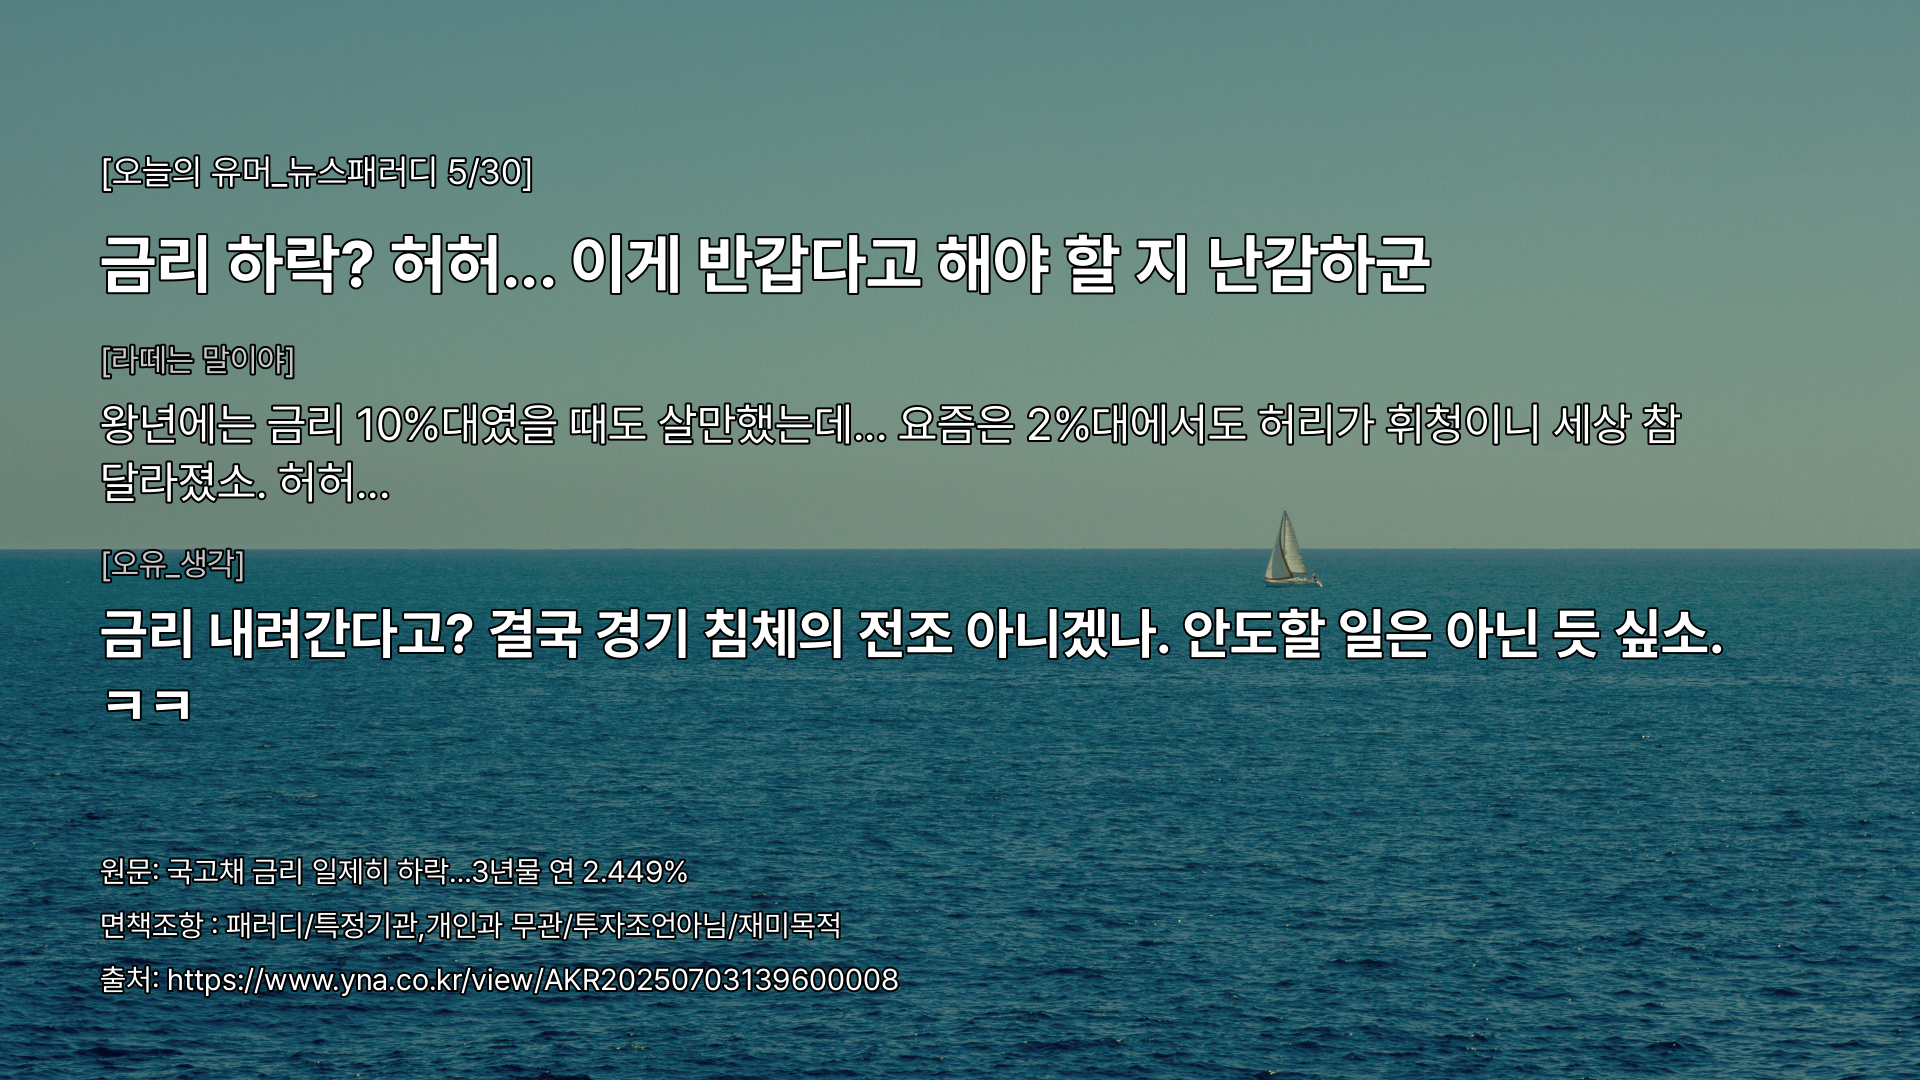 [오늘의 유머_뉴스패러디 5/30]
금리 하락? 허허... 이게 반갑다고 해야 할 지 난감하군
[라떼는 말이야]
왕년에는 금리 10%대였을 때도 살만했는데... 요즘은 2%대에서도 허리가 휘청이니 세상 참
달라졌소. 허허...
[오유_생각]
금리 내려간다고? 결국 경기 침체의 전조 아니겠나. 안도할 일은 아닌 듯 싶소.
ㅋㅋ
원문: 국고채 금리 일제히 하락...3년물 연 2.449%
면책조항 : 패러디/특정기관,개인과 무관/투자조언아님/재미목적
출처: https://www.yna.co.kr/view/AKR20250703139600008